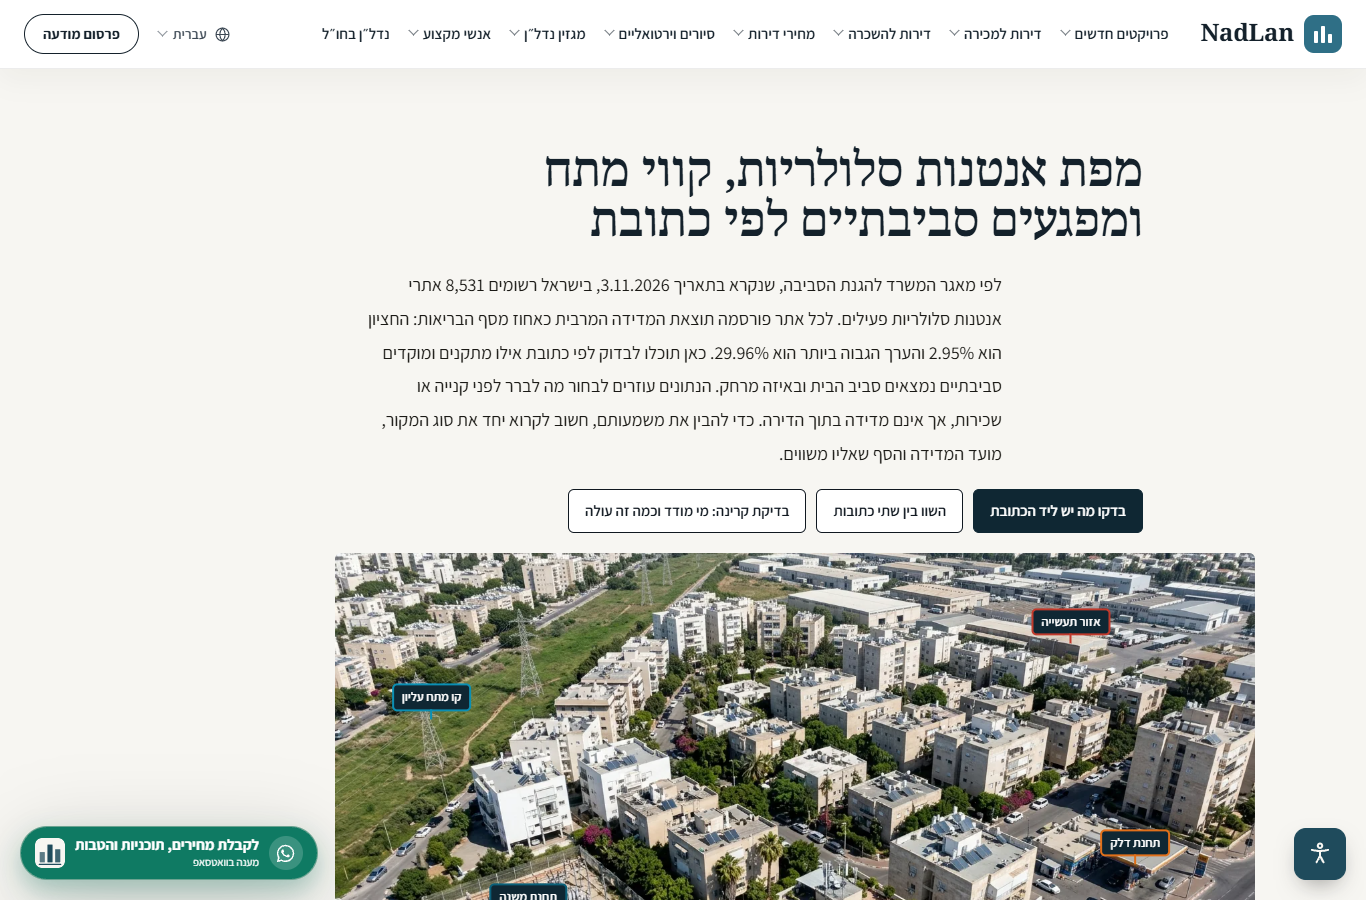 NadLan
פרויקטים חדשים
דירות למכירה
דירות להשכרה
מחירי דירות
סיורים וירטואליים
מגזין נדל״ן
אנשי מקצוע
נדל״ן בחו״ל
עברית
פרסום מודעה
מפת אנטנות סלולריות, קווי מתח
ומפגעים סביבתיים לפי כתובת
לפי מאגר המשרד להגנת הסביבה, שנקרא בתאריך 3.11.2026, בישראל רשומים 8,531 אתרי
אנטנות סלולריות פעילים. לכל אתר פורסמה תוצאת המדידה המרבית כאחוז מסף הבריאות: החציון
הוא 2.95% והערך הגבוה ביותר הוא 29.96%. כאן תוכלו לבדוק לפי כתובת אילו מתקנים ומוקדים
סביבתיים נמצאים סביב הבית ובאיזה מרחק. הנתונים עוזרים לבחור מה לברר לפני קנייה או
שכירות, אך אינם מדידה בתוך הדירה. כדי להבין את משמעותם, חשוב לקרוא יחד את סוג המקור,
מועד המדידה והסף שאליו משווים.
בדקו מה יש ליד הכתובת
השוו בין שתי כתובות
בדיקת קרינה: מי מודד וכמה זה עולה
אזור תעשייה
קו מתח עליון
תחנת דלק
תחנת משנה
לקבלת מחירים, תוכניות והטבות
מענה בוואטסאפ